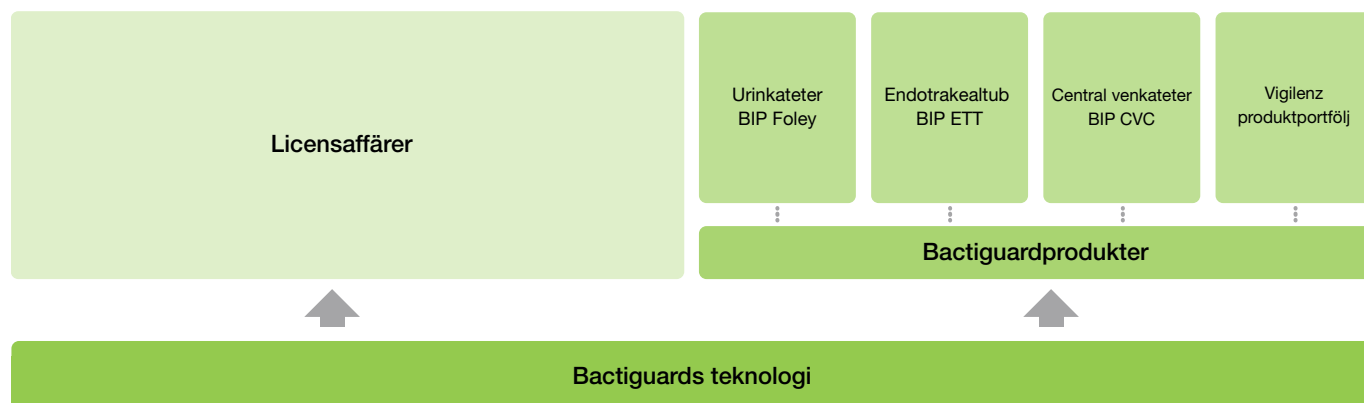 Licensaffärer
Urinkateter
BIP Foley
Endotrakealtub
BIP ETT
Central venkateter
BIP CVC
Vigilenz
produktportfölj
Bactiguardprodukter
Bactiguards teknologi